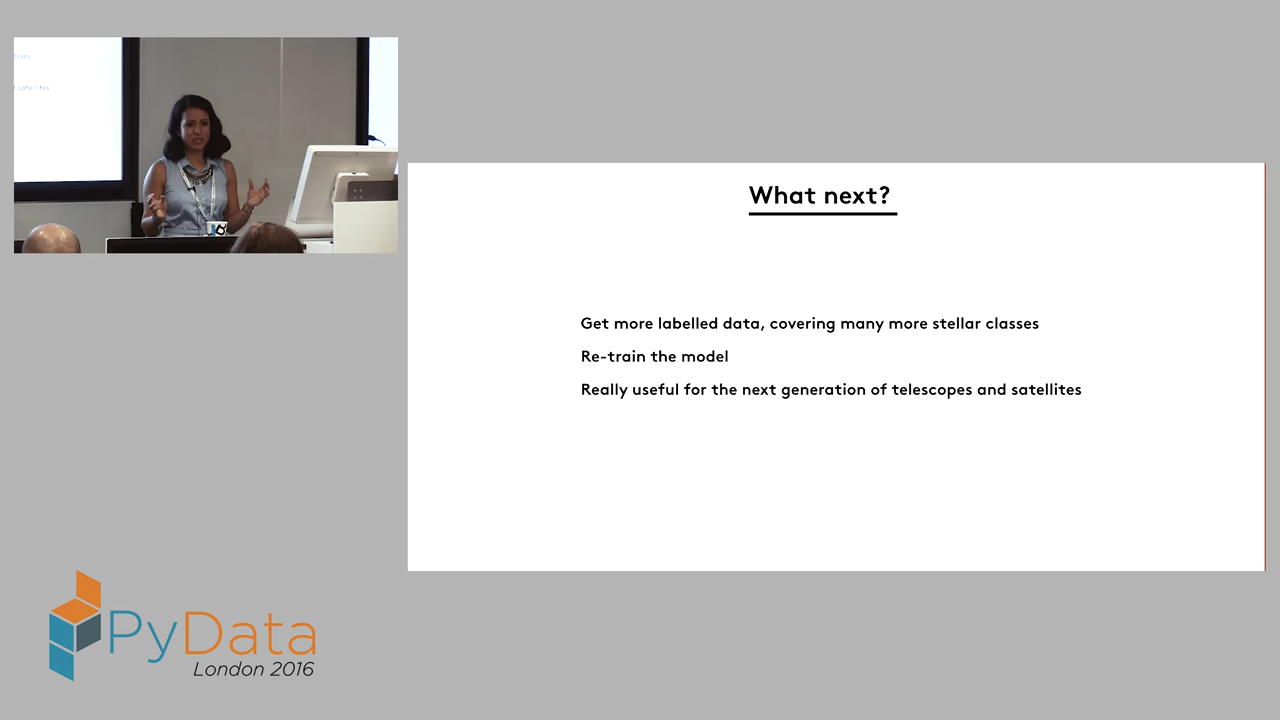 What next?
Get more labelled data, covering many more stellar classes
Re-train the model
Really useful for the next generation of telescopes and satellites
satellites
PyData
London 2016